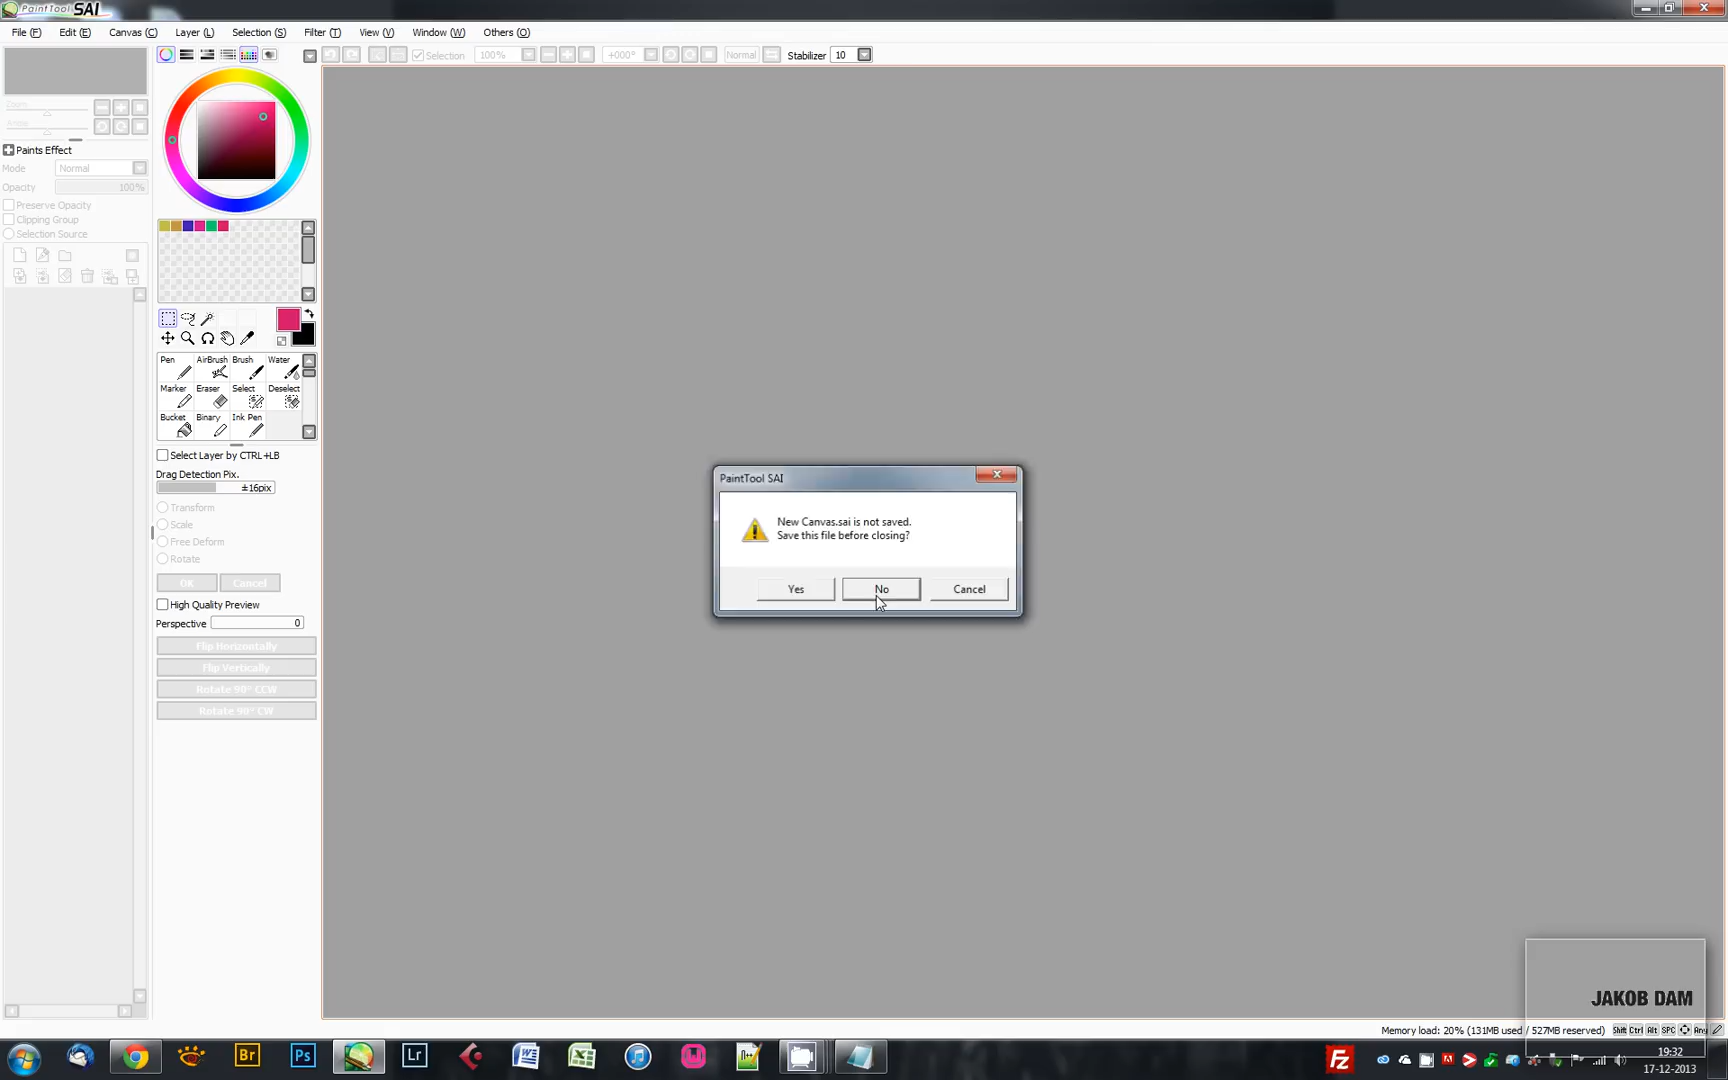 PaintTool SAI
File (F) Edit (E) Canvas (C) Layer (L) Selection (S) Filter (T) View (V) Window (W) Others (O)
Selection 100% +000° Normal Stabilizer 10
Zoom
Angle
Paints Effect
Mode Normal
Opacity 100%
Preserve Opacity
Clipping Group
Selection Source
Pen AirBrush Brush Water
Marker Eraser Select Deselect
Bucket Binary Ink Pen
Select Layer by CTRL+LB
Drag Detection Pix.
±16pix
Transform
Scale
Free Deform
Rotate
OK Cancel
High Quality Preview
Perspective 0
Flip Horizontally
Flip Vertically
Rotate 90° CCW
Rotate 90° CW
PaintTool SAI
New Canvas.sai is not saved.
Save this file before closing?
Yes No Cancel
JAKOB DAM
Memory load: 20% (131MB used / 527MB reserved) Shift Ctrl Alt SPC Any
Br Ps Lr
19:32
17-12-2013